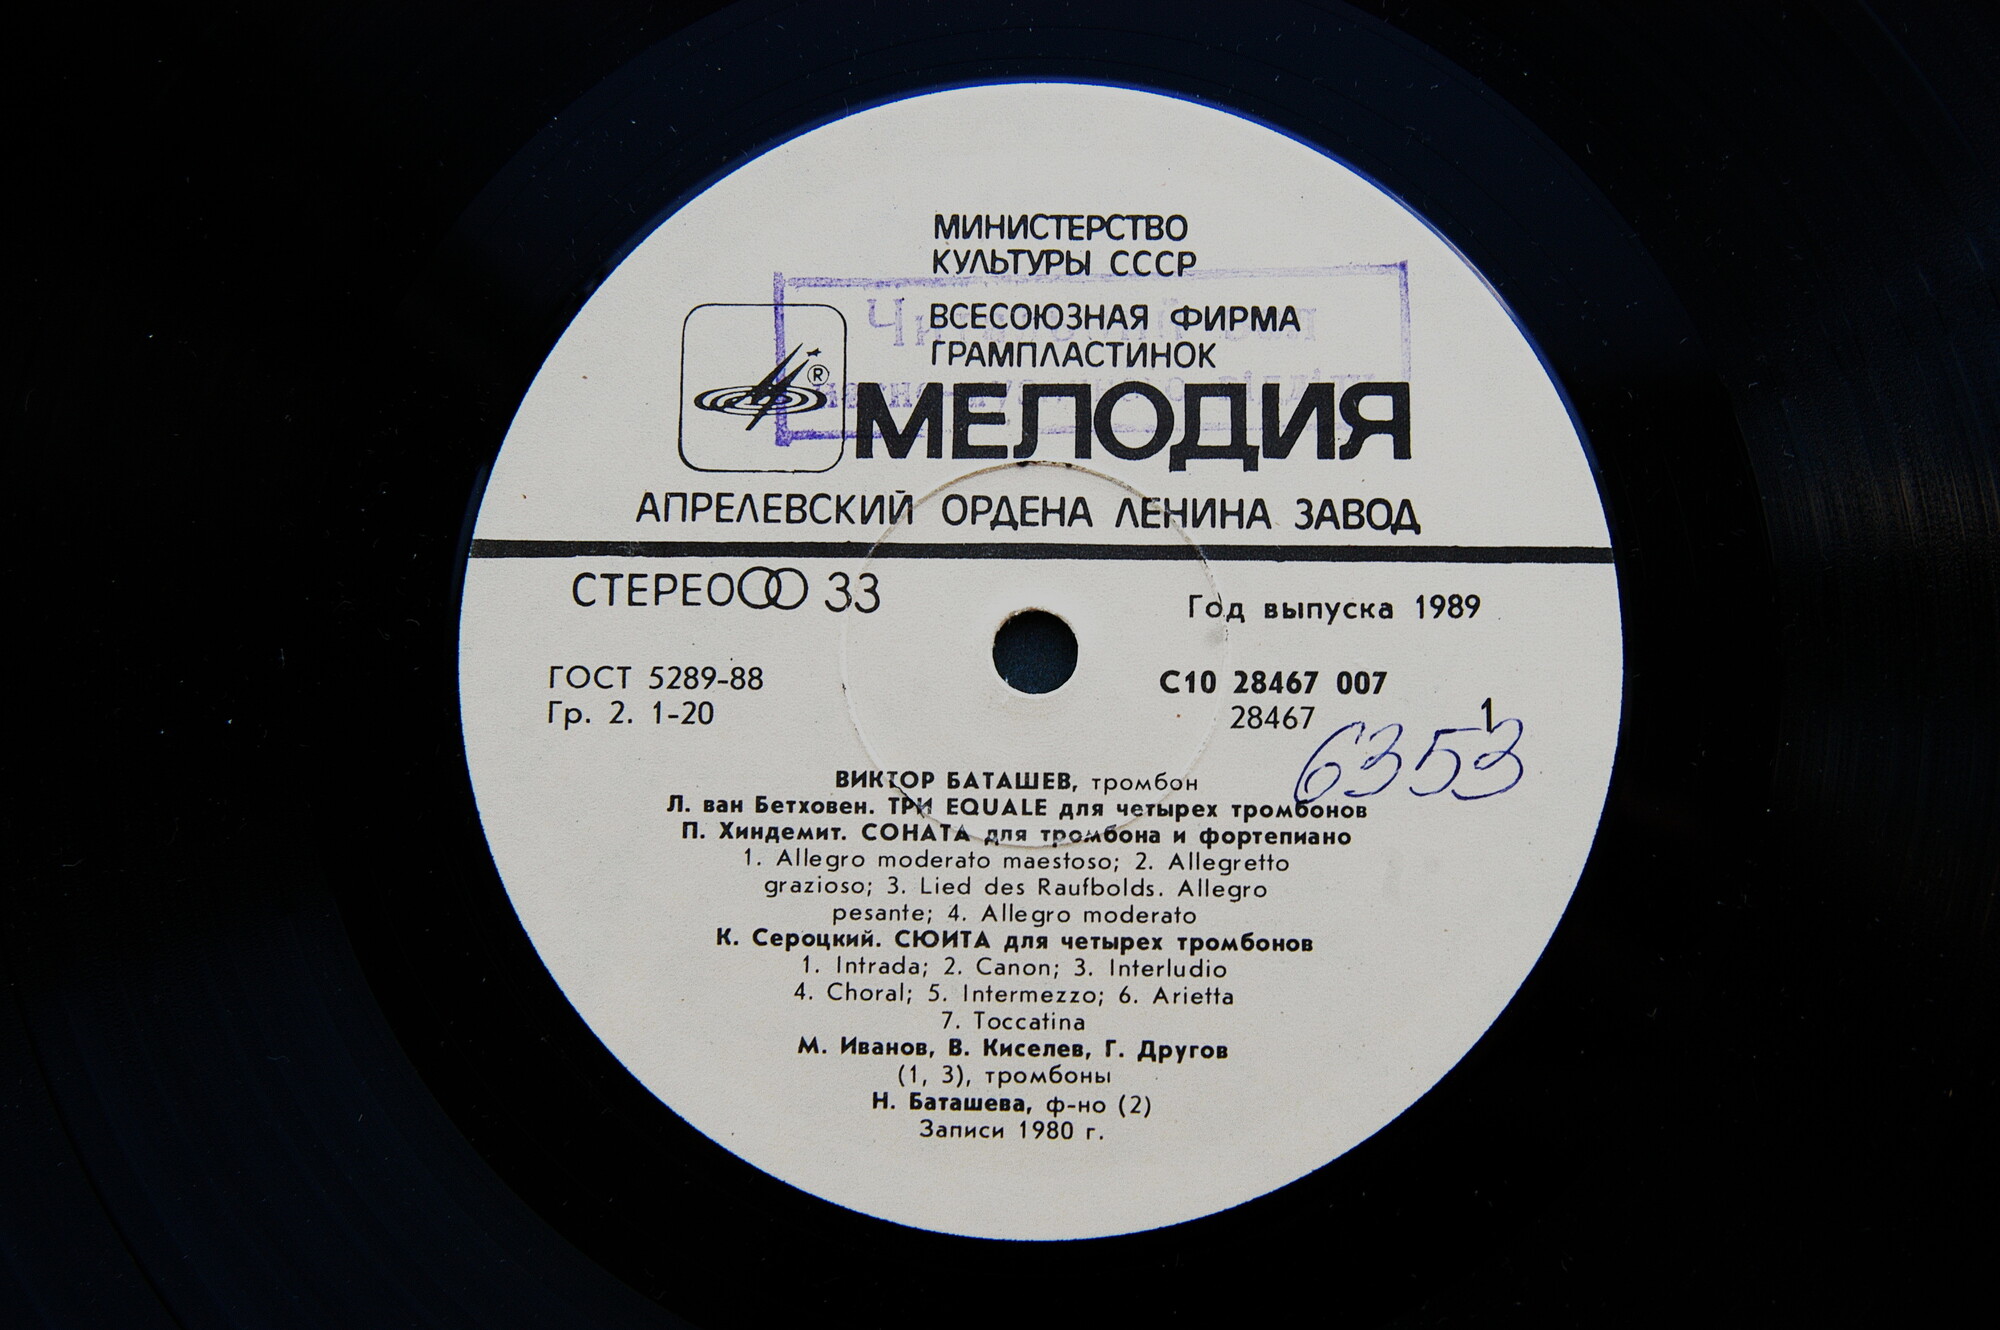 МИНИСТЕРСТВО
КУЛЬТУРЫ СССР
ВСЕСОЮЗНАЯ ФИРМА
ГРАМПЛАСТИНОК
®
МЕЛОДИЯ
АПРЕЛЕВСКИЙ ОРДЕНА ЛЕНИНА ЗАВОД
СТЕРЕО 33
Год выпуска 1989
ГОСТ 5289-88
Гр. 2. 1-20
С10 28467 007
28467
1
6353
ВИКТОР БАТАШЕВ, тромбон
Л. ван Бетховен. ТРИ EQUALE для четырех тромбонов
П. Хиндемит. СОНАТА для тромбона и фортепиано
1. Allegro moderato maestoso; 2. Allegretto
grazioso; 3. Lied des Raufbolds. Allegro
pesante; 4. Allegro moderato
К. Сероцкий. СЮИТА для четырех тромбонов
1. Intrada; 2. Canon; 3. Interludio
4. Choral; 5. Intermezzo; 6. Arietta
7. Toccatina
М. Иванов, В. Киселев, Г. Другов
(1, 3), тромбоны
Н. Баташева, ф-но (2)
Записи 1980 г.